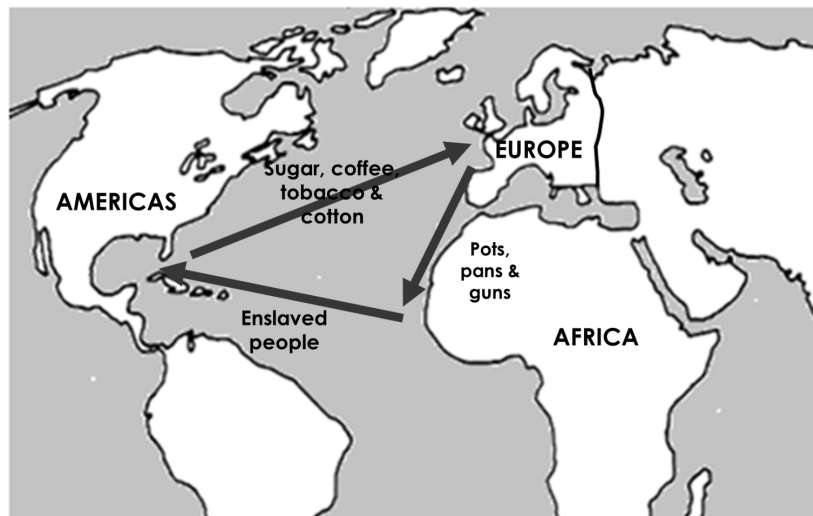 AMERICAS
Sugar, coffee,
tobacco &
cotton
EUROPE
Pots,
pans &
guns
Enslaved
people
AFRICA